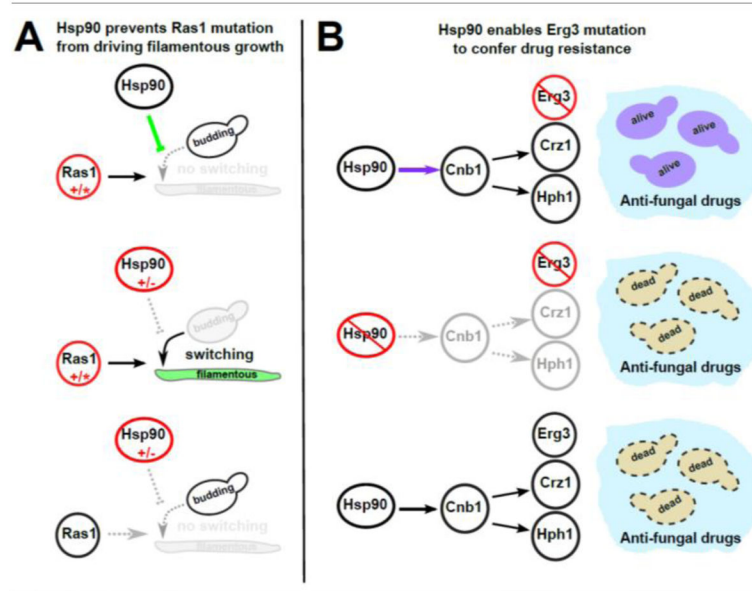 A
Hsp90 prevents Ras1 mutation
from driving filamentous growth
Hsp90
budding
Ras1
+/*
no switching
filamentous
Hsp90
+/-
budding
Ras1
+/*
switching
filamentous
Hsp90
+/-
budding
Ras1
no switching
filamentous
B
Hsp90 enables Erg3 mutation
to confer drug resistance
Erg3
Hsp90
Cnb1
Crz1
Hph1
alive
alive
alive
Anti-fungal drugs
Erg3
Hsp90
Cnb1
Crz1
Hph1
dead
dead
dead
Anti-fungal drugs
Erg3
Hsp90
Cnb1
Crz1
Hph1
dead
dead
dead
Anti-fungal drugs